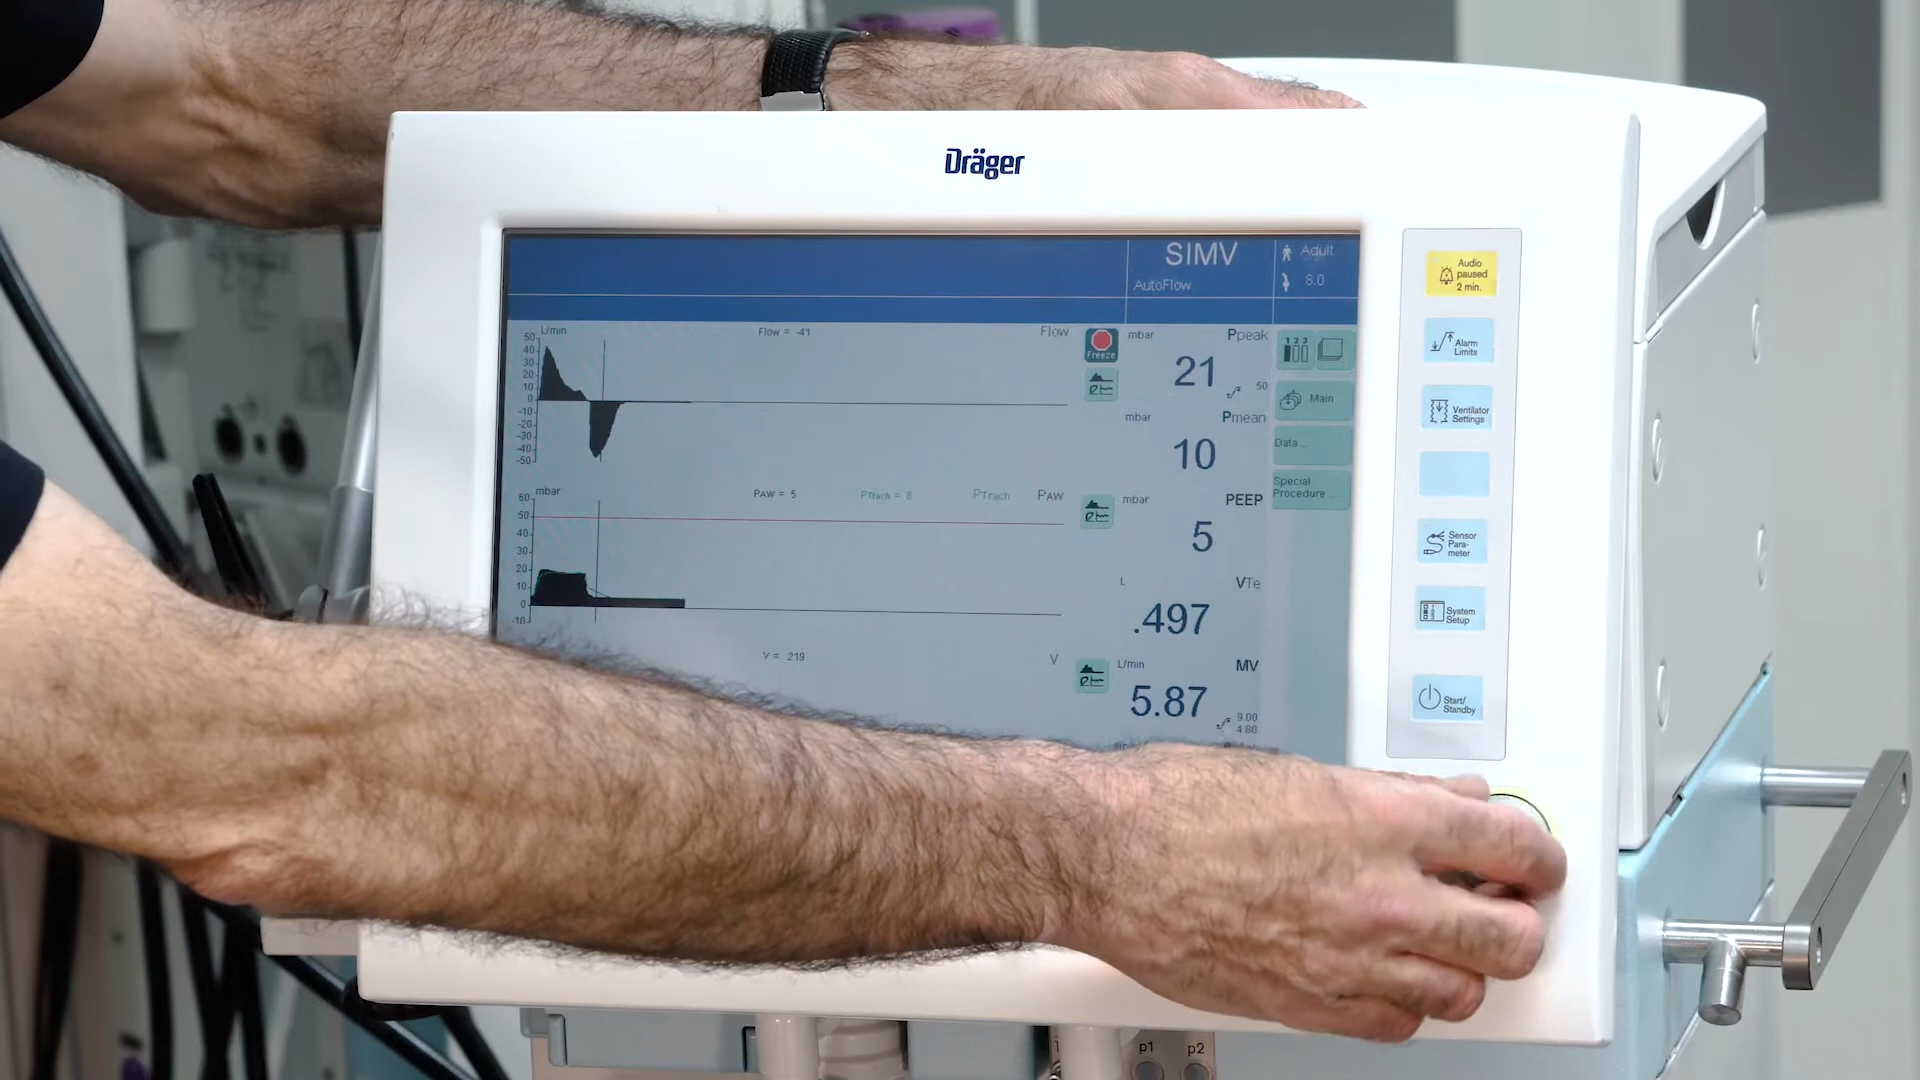 Dräger
SIMV
AutoFlow
Adult
8.0
L/min
Flow = -41
Flow
50
40
30
20
10
0
-10
-20
-30
-40
-50
Freeze
mbar
Ppeak
21
50
mbar
Pmean
10
1 2 3
Main
Data...
Special
Procedure...
mbar
PAW = 5
PTrach = 8
PTrach
PAW
60
50
40
30
20
10
0
-10
mbar
PEEP
5
L
VTe
.497
V = 219
V
L/min
MV
5.87
9.00
4.80
Audio
paused
2 min.
Alarm
Limits
Ventilator
Settings
Sensor
Para-
meter
System
Setup
Start/
Standby
p1
p2